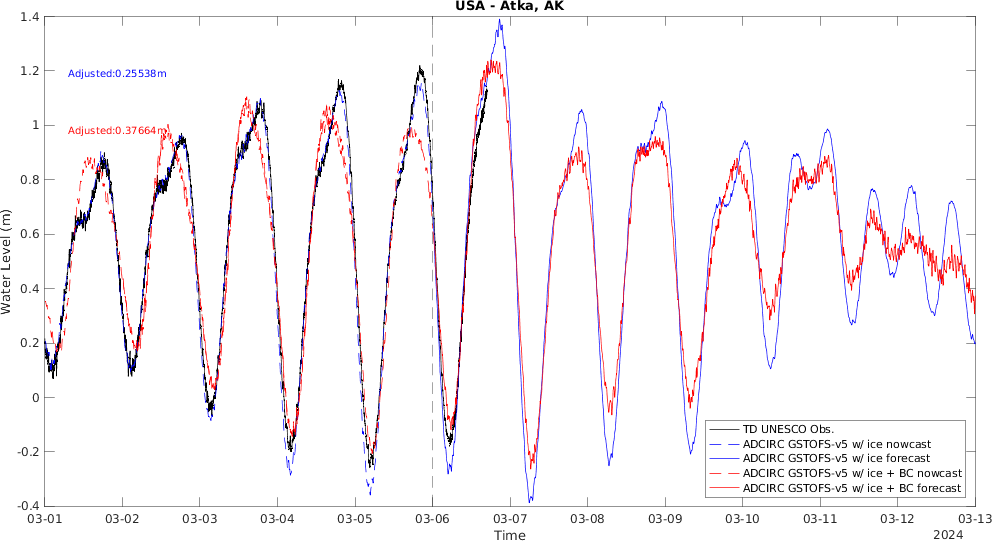 USA - Atka, AK
Adjusted:0.25538m
Adjusted:0.37664m
Water Level (m)
1.4
1.2
1
0.8
0.6
0.4
0.2
0
-0.2
-0.4
TD UNESCO Obs.
ADCIRC GSTOFS-v5 w/ ice nowcast
ADCIRC GSTOFS-v5 w/ ice forecast
ADCIRC GSTOFS-v5 w/ ice + BC nowcast
ADCIRC GSTOFS-v5 w/ ice + BC forecast
03-01 03-02 03-03 03-04 03-05 03-06 03-07 03-08 03-09 03-10 03-11 03-12 03-13
Time
2024